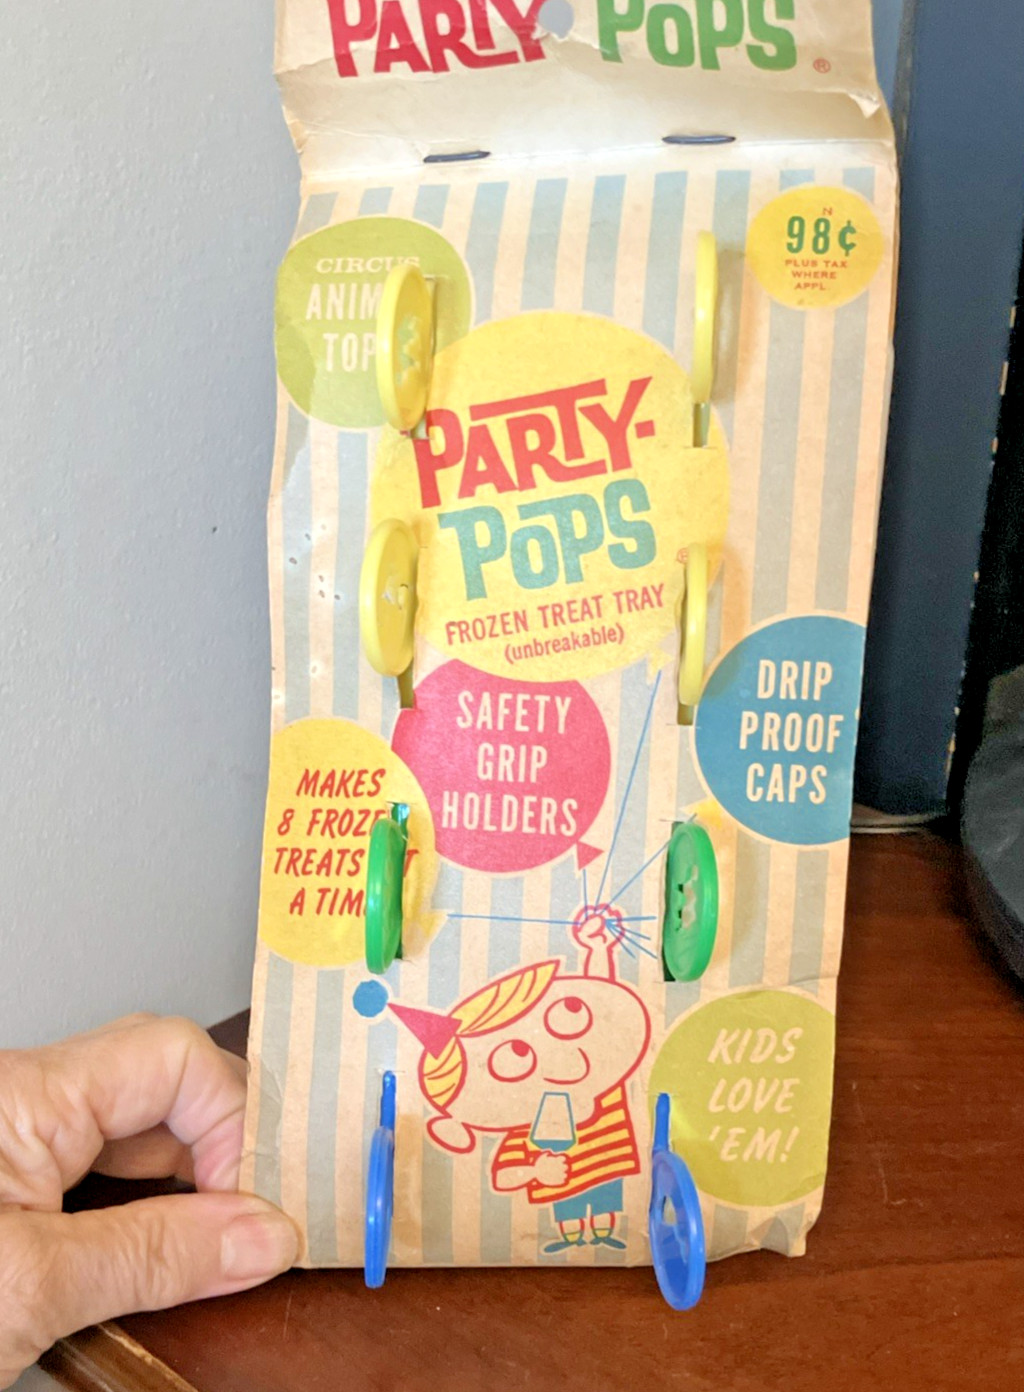 PARTY POPS ®
CIRCUS
ANIM
TOP
N
98¢
PLUS TAX
WHERE
APPL.
PARTY-
POPS ®
FROZEN TREAT TRAY
(unbreakable)
SAFETY
GRIP
HOLDERS
DRIP
PROOF
CAPS
MAKES
8 FROZE
TREATS T
A TIM
KIDS
LOVE
'EM!